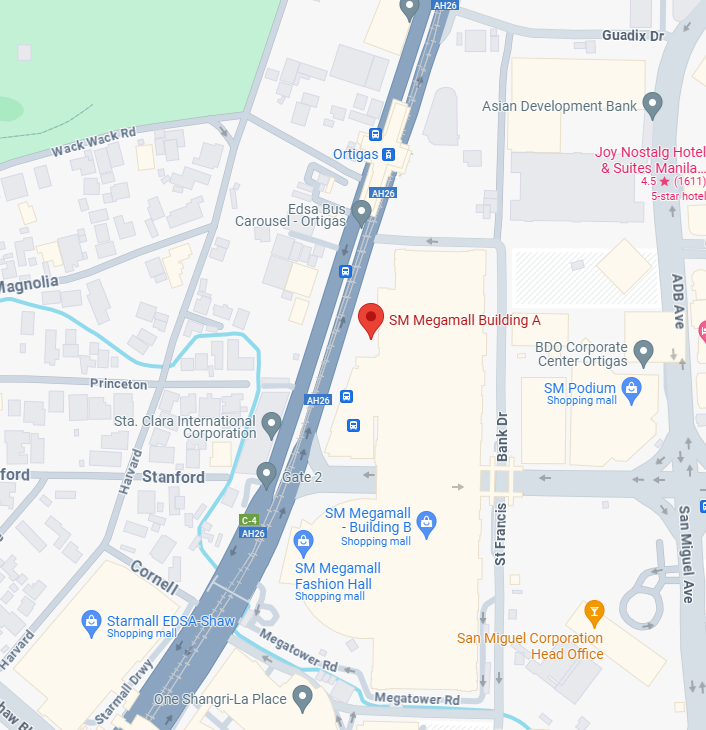 AH26
Guadix Dr
Asian Development Bank
Wack Wack Rd
Ortigas
Joy Nostalg Hotel
& Suites Manila...
4.5 ★ (1611)
5-star hotel
AH26
Edsa Bus
Carousel - Ortigas
Magnolia
ADB Ave
SM Megamall Building A
BDO Corporate
Center Ortigas
Princeton
SM Podium
Shopping mall
AH26
Sta. Clara International
Corporation
Bank Dr
Harvard
ford
Stanford
Gate 2
C-4
AH26
SM Megamall
- Building B
Shopping mall
St Francis
San Miguel Ave
SM Megamall
Fashion Hall
Shopping mall
Cornell
Starmall EDSA-Shaw
Shopping mall
San Miguel Corporation
Head Office
Harvard
Megatower Rd
Starmall Drwy
One Shangri-La Place
Megatower Rd
haw Bl